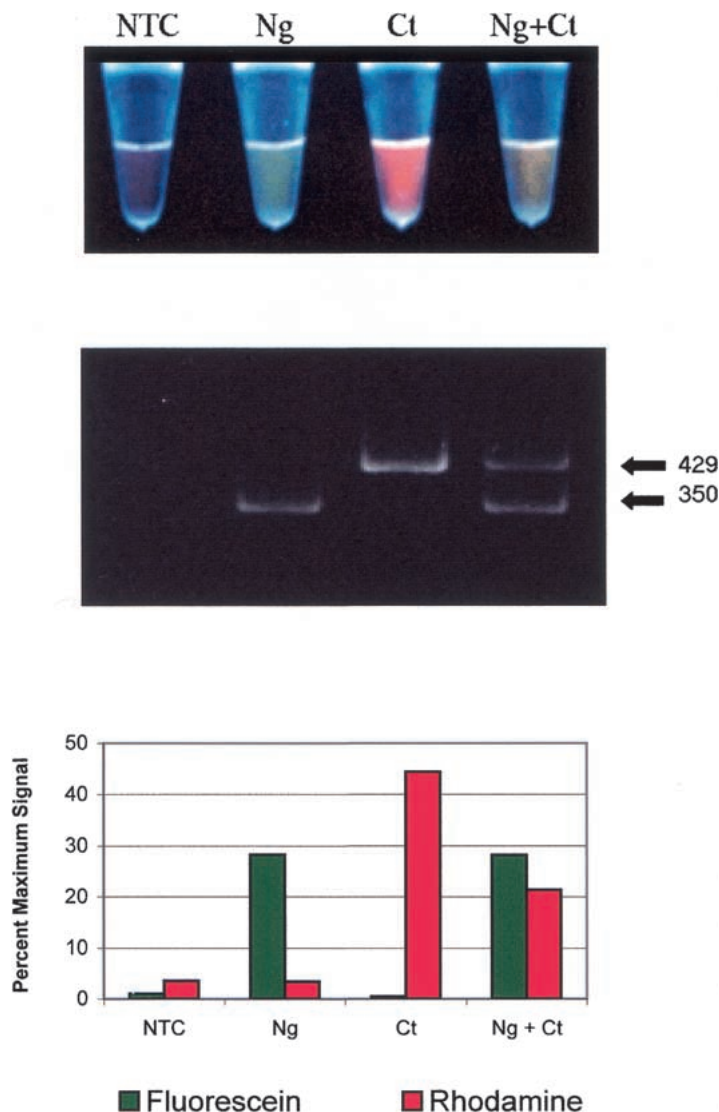 NTC Ng Ct Ng+Ct
429
350
Percent Maximum Signal
50
40
30
20
10
0
NTC Ng Ct Ng + Ct
Fluorescein Rhodamine